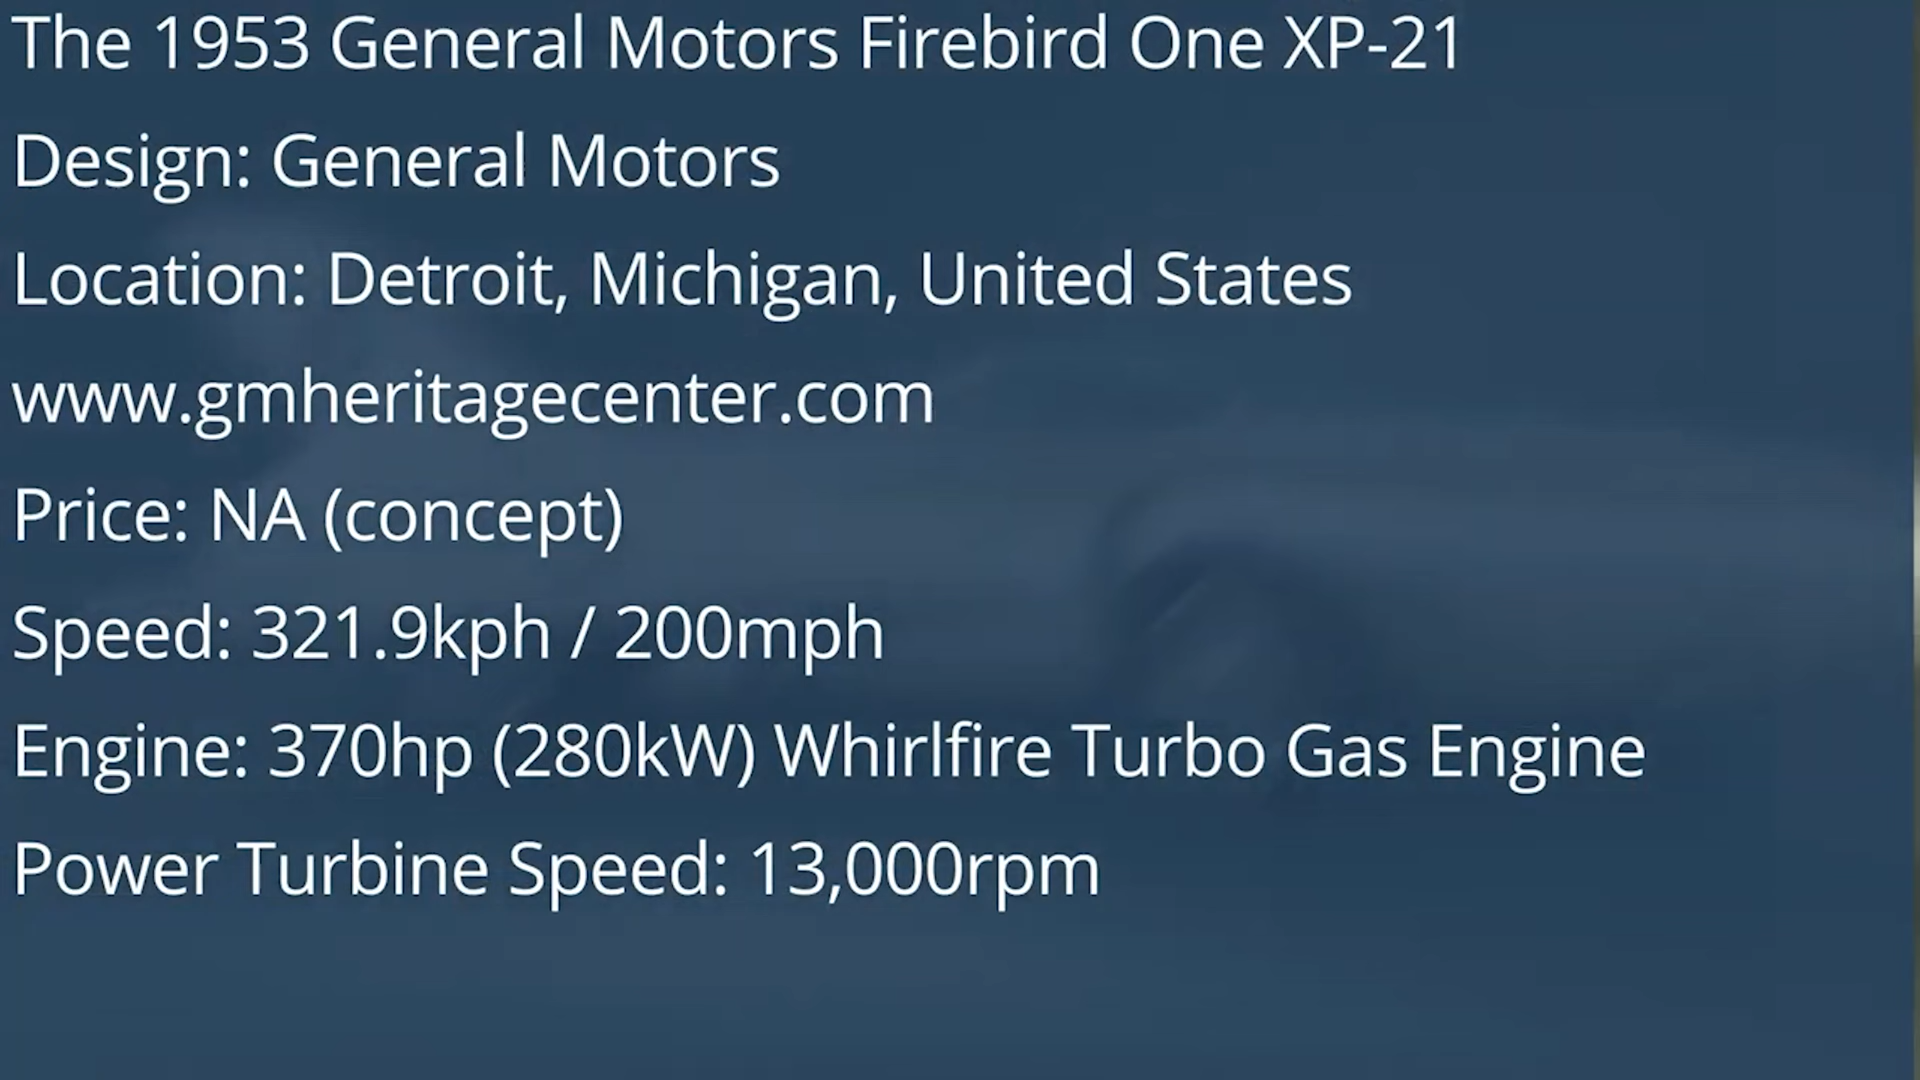 The 1953 General Motors Firebird One XP-21
Design: General Motors
Location: Detroit, Michigan, United States
www.gmheritagecenter.com
Price: NA (concept)
Speed: 321.9kph / 200mph
Engine: 370hp (280kW) Whirlfire Turbo Gas Engine
Power Turbine Speed: 13,000rpm